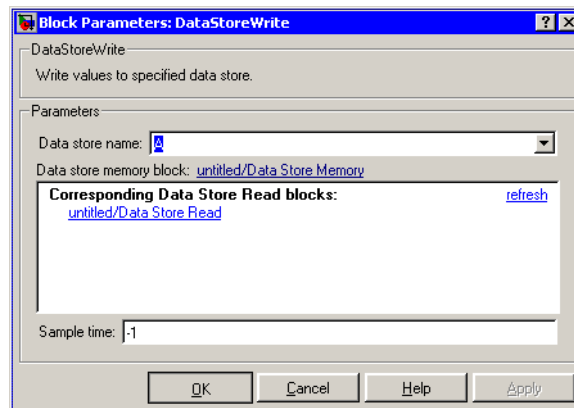 Block Parameters: DataStoreWrite
DataStoreWrite
Write values to specified data store.
Parameters
Data store name: A
Data store memory block: untitled/Data Store Memory
Corresponding Data Store Read blocks: refresh
untitled/Data Store Read
Sample time: -1
OK Cancel Help Apply